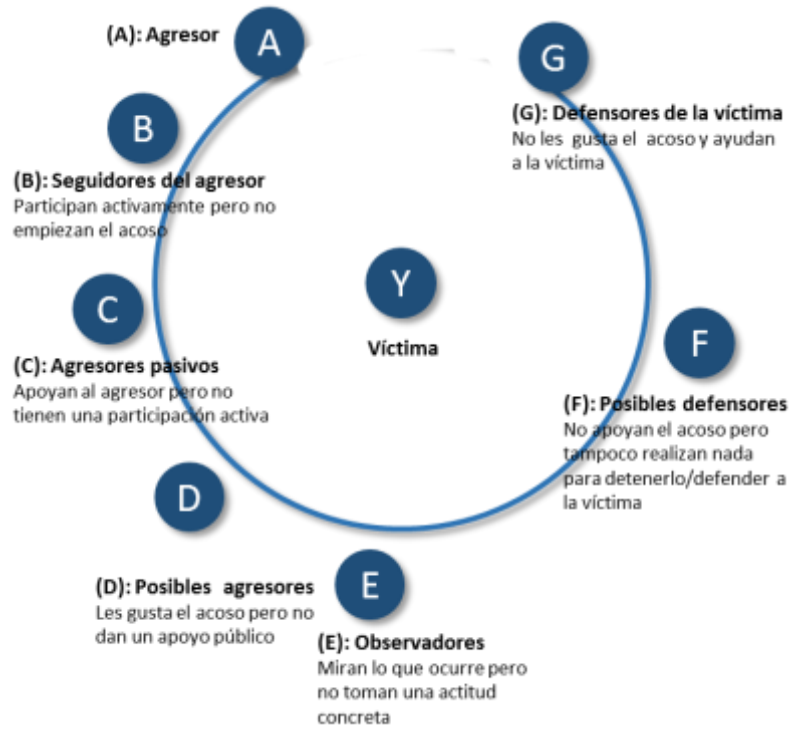 (A): Agresor
A
G
(G): Defensores de la víctima
No les gusta el acoso y ayudan
a la víctima
B
(B): Seguidores del agresor
Participan activamente pero no
empiezan el acoso
Y
Víctima
C
(C): Agresores pasivos
Apoyan al agresor pero no
tienen una participación activa
F
(F): Posibles defensores
No apoyan el acoso pero
tampoco realizan nada
para detenerlo/defender a
la víctima
D
(D): Posibles agresores
Les gusta el acoso pero no
dan un apoyo público
E
(E): Observadores
Miran lo que ocurre pero
no toman una actitud
concreta